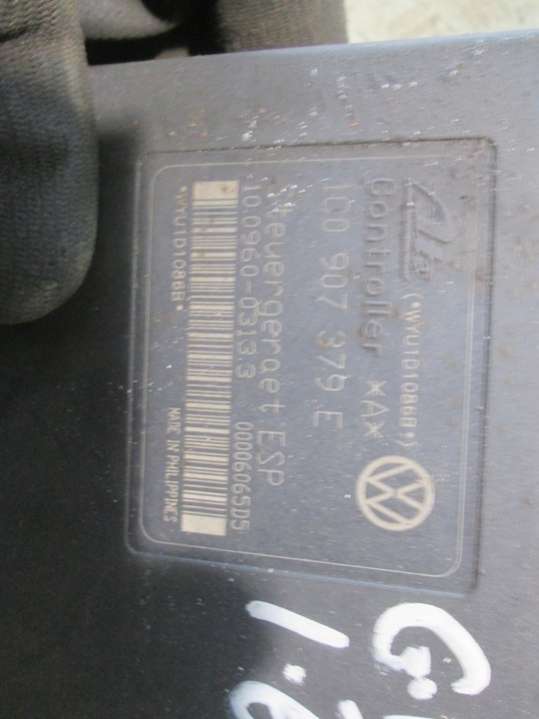 Ate (*WYU1D1086B*)
Controller *A*
1C0 907 379 E
Steuergeraet ESP
10.0960-0313.3 00006065D5
*WYU1D1086B* MADE IN PHILIPPINES